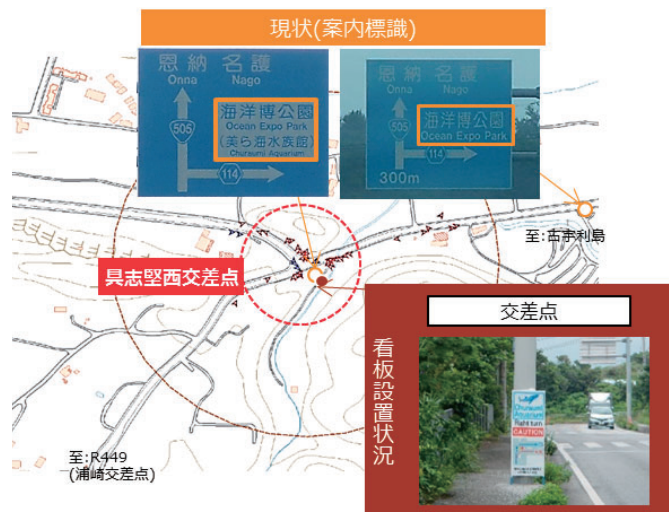 現状(案内標識)
恩納 名護
Onna Nago
505
海洋博公園
Ocean Expo Park
(美ら海水族館)
Churaumi Aquarium
114
恩納 名護
Onna Nago
505
海洋博公園
Ocean Expo Park
114
300m
至:古宇利島
具志堅西交差点
交差点
看板設置状況
Churaumi
Aquarium
Right turn
CAUTION
至:R449
(浦崎交差点)